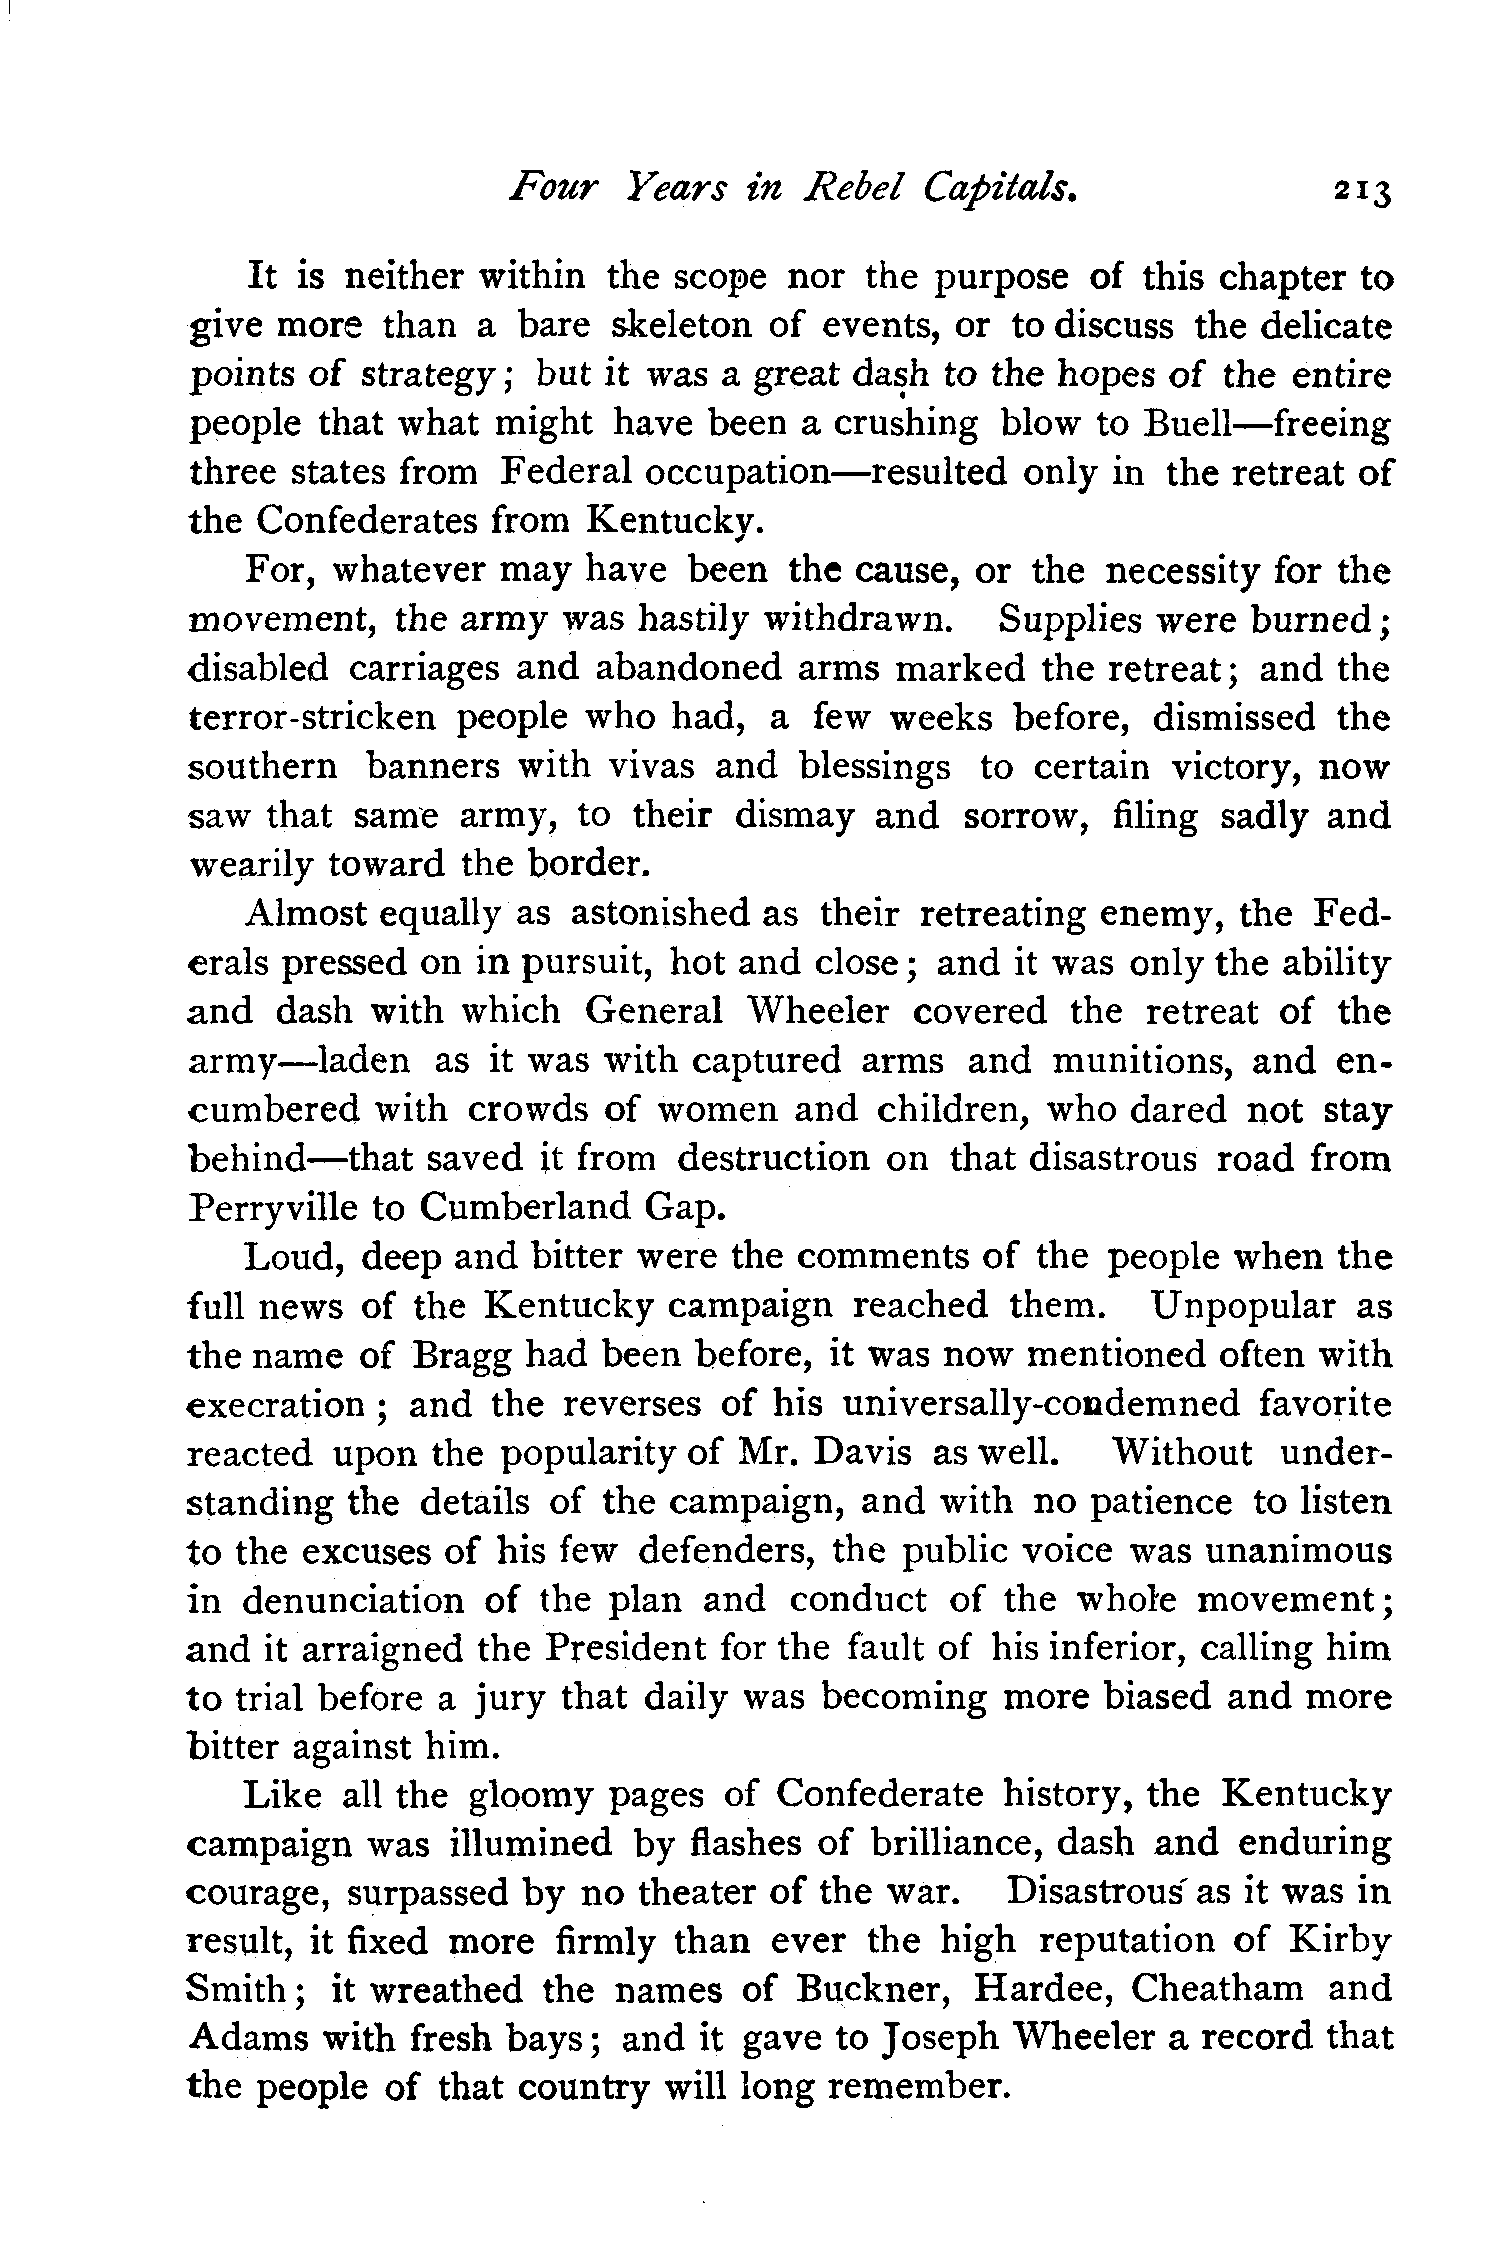 Four Years in Rebel Capitals. 213
It is neither within the scope nor the purpose of this chapter to
give more than a bare skeleton of events, or to discuss the delicate
points of strategy; but it was a great dash to the hopes of the entire
people that what might have been a crushing blow to Buell—freeing
three states from Federal occupation—resulted only in the retreat of
the Confederates from Kentucky.
For, whatever may have been the cause, or the necessity for the
movement, the army was hastily withdrawn. Supplies were burned;
disabled carriages and abandoned arms marked the retreat; and the
terror-stricken people who had, a few weeks before, dismissed the
southern banners with vivas and blessings to certain victory, now
saw that same army, to their dismay and sorrow, filing sadly and
wearily toward the border.
Almost equally as astonished as their retreating enemy, the Fed-
erals pressed on in pursuit, hot and close; and it was only the ability
and dash with which General Wheeler covered the retreat of the
army—laden as it was with captured arms and munitions, and en-
cumbered with crowds of women and children, who dared not stay
behind—that saved it from destruction on that disastrous road from
Perryville to Cumberland Gap.
Loud, deep and bitter were the comments of the people when the
full news of the Kentucky campaign reached them. Unpopular as
the name of Bragg had been before, it was now mentioned often with
execration; and the reverses of his universally-condemned favorite
reacted upon the popularity of Mr. Davis as well. Without under-
standing the details of the campaign, and with no patience to listen
to the excuses of his few defenders, the public voice was unanimous
in denunciation of the plan and conduct of the whole movement;
and it arraigned the President for the fault of his inferior, calling him
to trial before a jury that daily was becoming more biased and more
bitter against him.
Like all the gloomy pages of Confederate history, the Kentucky
campaign was illumined by flashes of brilliance, dash and enduring
courage, surpassed by no theater of the war. Disastrous as it was in
result, it fixed more firmly than ever the high reputation of Kirby
Smith; it wreathed the names of Buckner, Hardee, Cheatham and
Adams with fresh bays; and it gave to Joseph Wheeler a record that
the people of that country will long remember.